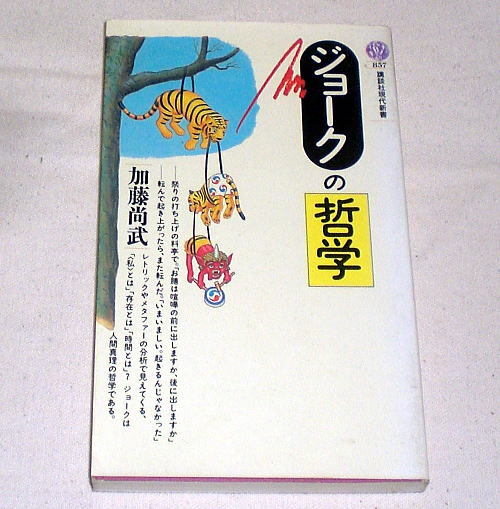 857
講談社現代新書
ジョークの哲学
加藤尚武
──祭りの打ち上げの料亭で。「お膳は喧嘩の前に出しますか、後に出しますか」
──転んで起き上がったら、また転んだ。「いまいましい。起きるんじゃなかった」
レトリックやメタファーの分析で見えてくる、
「〈私〉とは」「存在とは」「時間とは」? ジョークは
人間真理の哲学である。